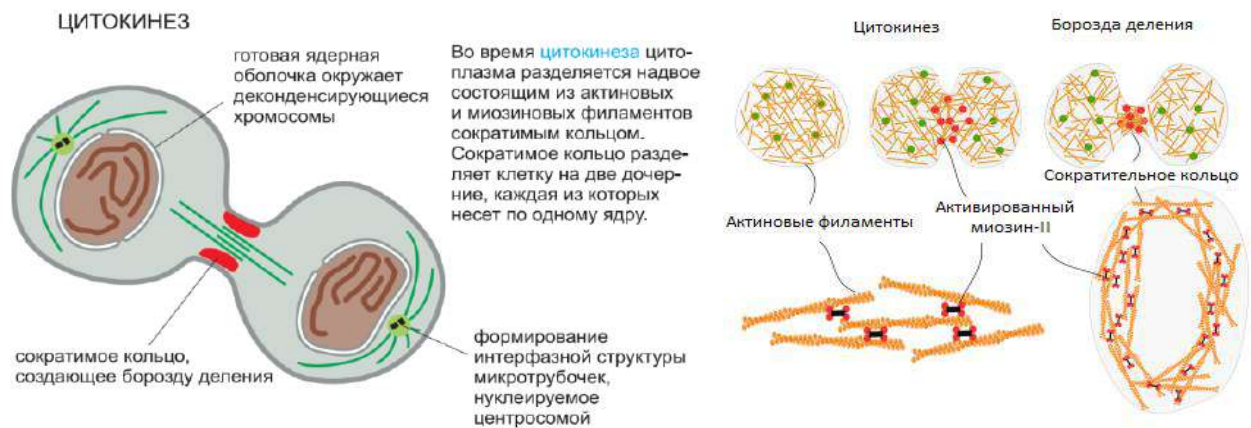 ЦИТОКИНЕЗ
готовая ядерная
оболочка окружает
деконденсирующиеся
хромосомы
Во время цитокинеза цито-
плазма разделяется надвое
состоящим из актиновых
и миозиновых филаментов
сократимым кольцом.
Сократимое кольцо разде-
ляет клетку на две дочер-
ние, каждая из которых
несет по одному ядру.
сократимое кольцо,
создающее борозду деления
формирование
интерфазной структуры
микротрубочек,
нуклеируемое
центросомой
Цитокинез
Борозда деления
Сократительное кольцо
Актиновые филаменты
Активированный
миозин-II